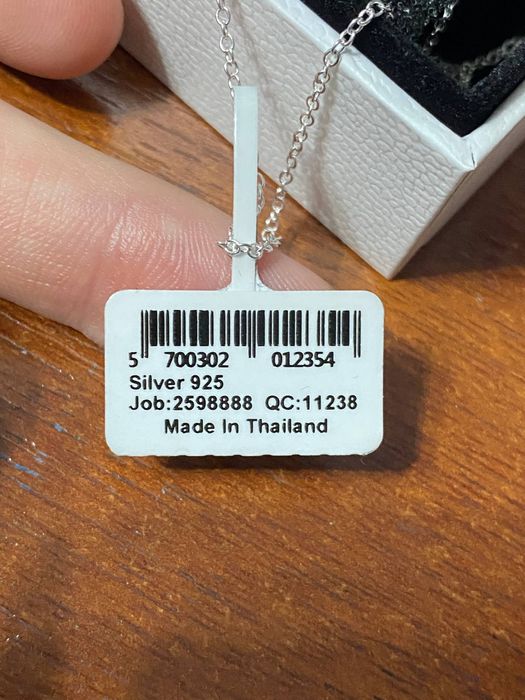 5 700302 012354
Silver 925
Job:2598888 QC:11238
Made In Thailand